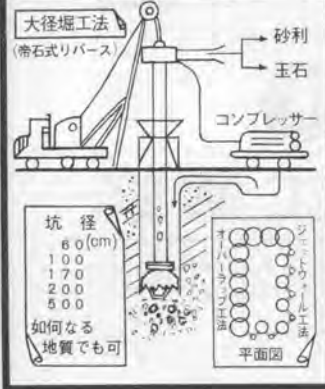 大径堀工法
(帝石式リバース)
砂利
玉石
コンプレッサー
坑径
60(cm)
100
170
200
500
如何なる
地質でも可
オーバーラップ工法
ジェットウォール工法
平面図